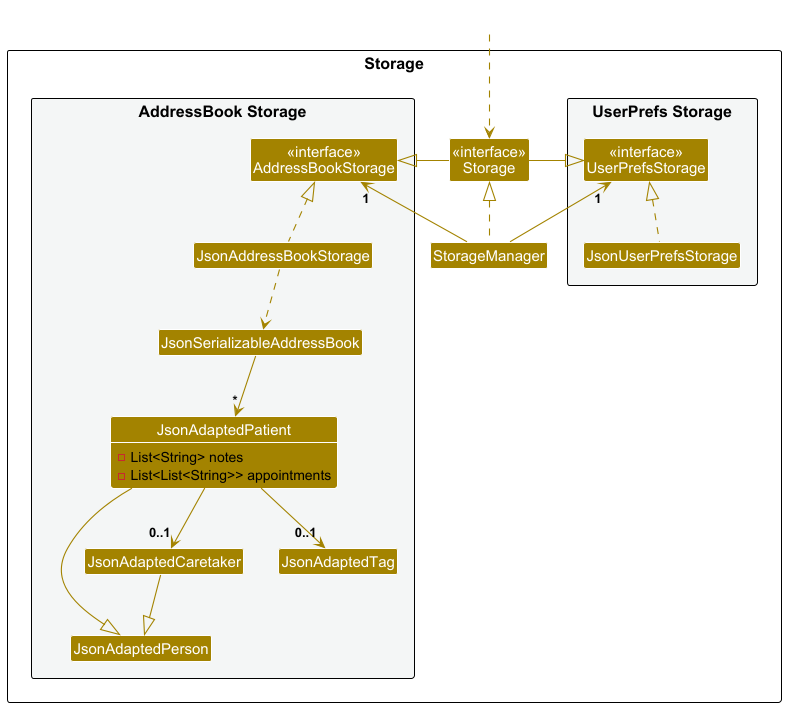 Storage
AddressBook Storage
UserPrefs Storage
«interface»
AddressBookStorage
«interface»
Storage
«interface»
UserPrefsStorage
1
1
JsonAddressBookStorage
StorageManager
JsonUserPrefsStorage
JsonSerializableAddressBook
*
JsonAdaptedPatient
List<String> notes
List<List<String>> appointments
0..1
0..1
JsonAdaptedCaretaker
JsonAdaptedTag
JsonAdaptedPerson